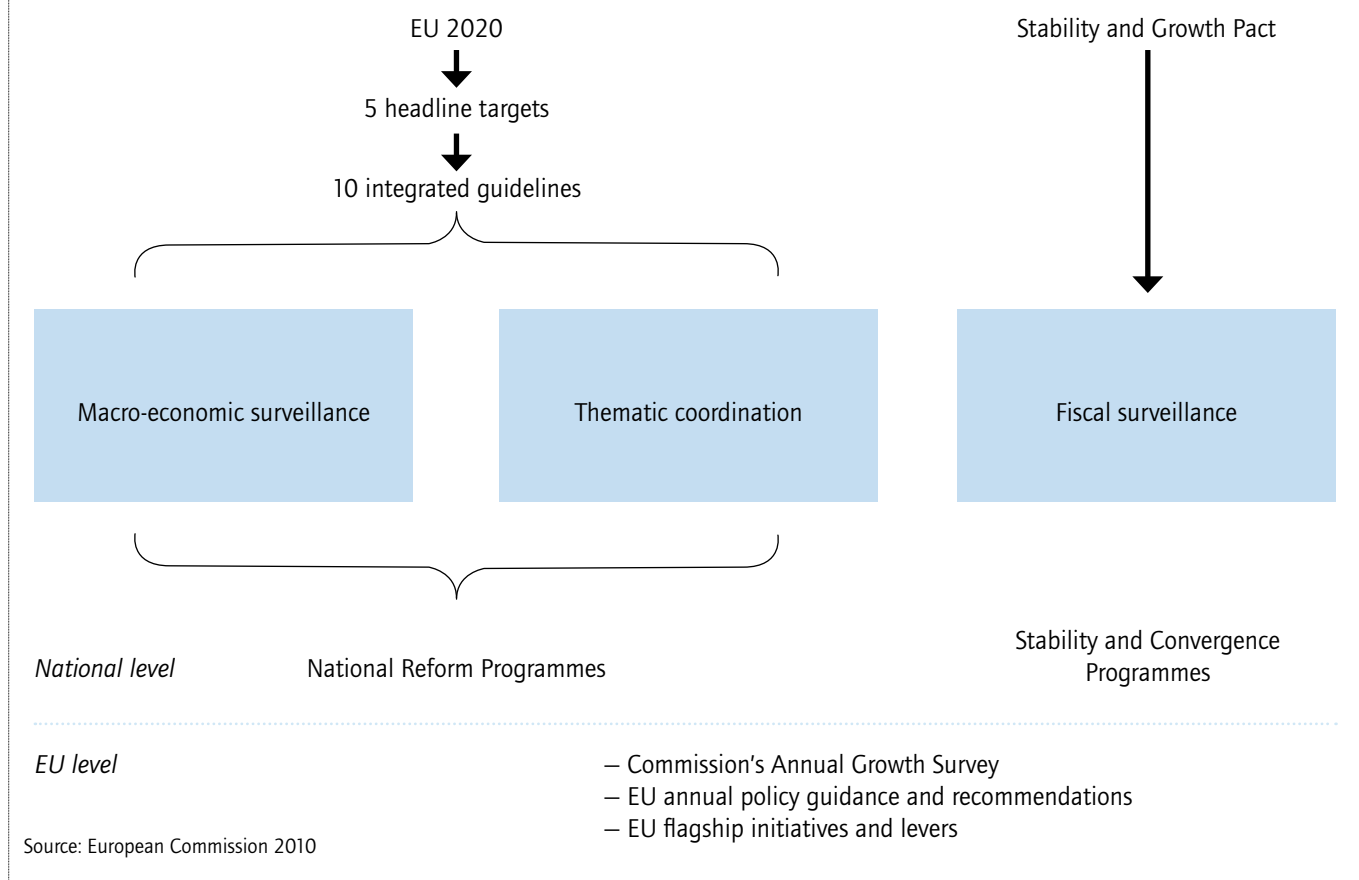 EU 2020
Stability and Growth Pact
5 headline targets
10 integrated guidelines
Macro-economic surveillance
Thematic coordination
Fiscal surveillance
National level
National Reform Programmes
Stability and Convergence
Programmes
EU level
– Commission's Annual Growth Survey
– EU annual policy guidance and recommendations
– EU flagship initiatives and levers
Source: European Commission 2010